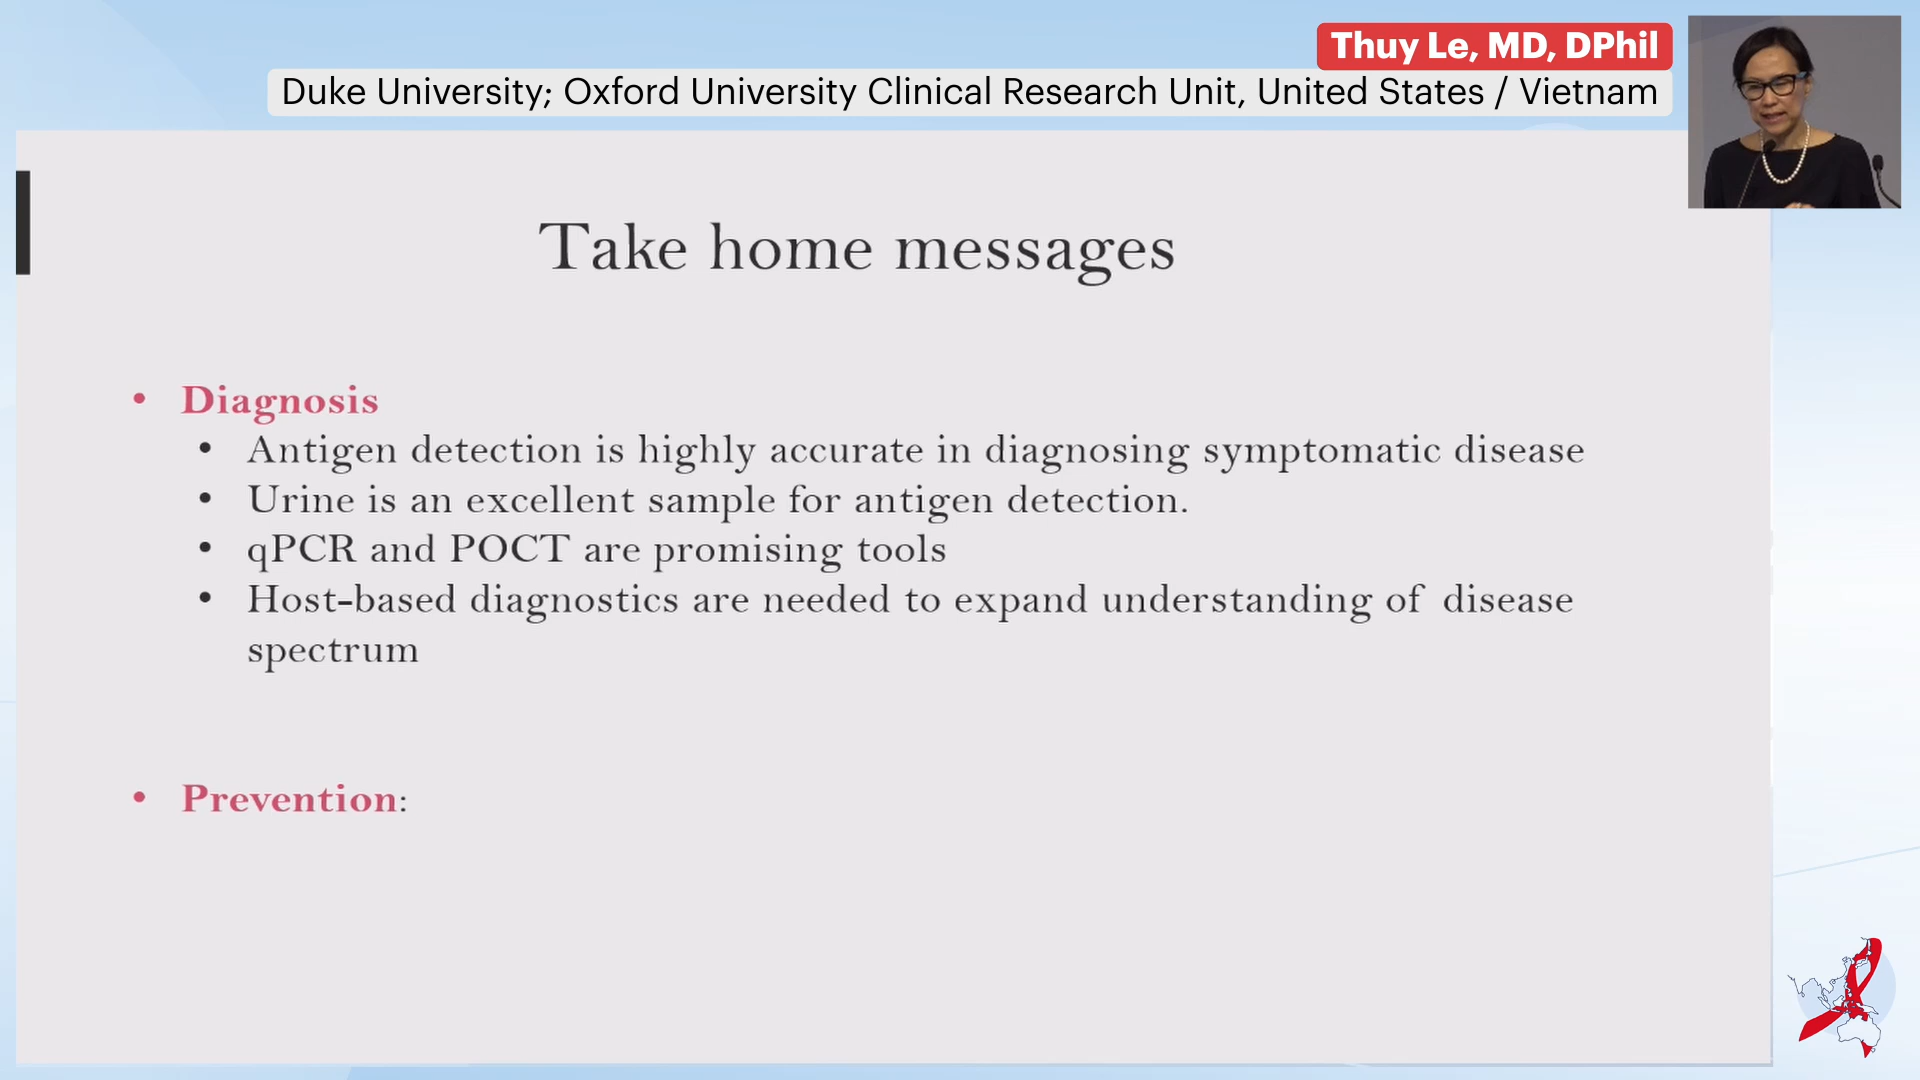 Thuy Le, MD, DPhil
Duke University; Oxford University Clinical Research Unit, United States / Vietnam
Take home messages
• Diagnosis
• Antigen detection is highly accurate in diagnosing symptomatic disease
• Urine is an excellent sample for antigen detection.
• qPCR and POCT are promising tools
• Host-based diagnostics are needed to expand understanding of disease
spectrum
• Prevention: